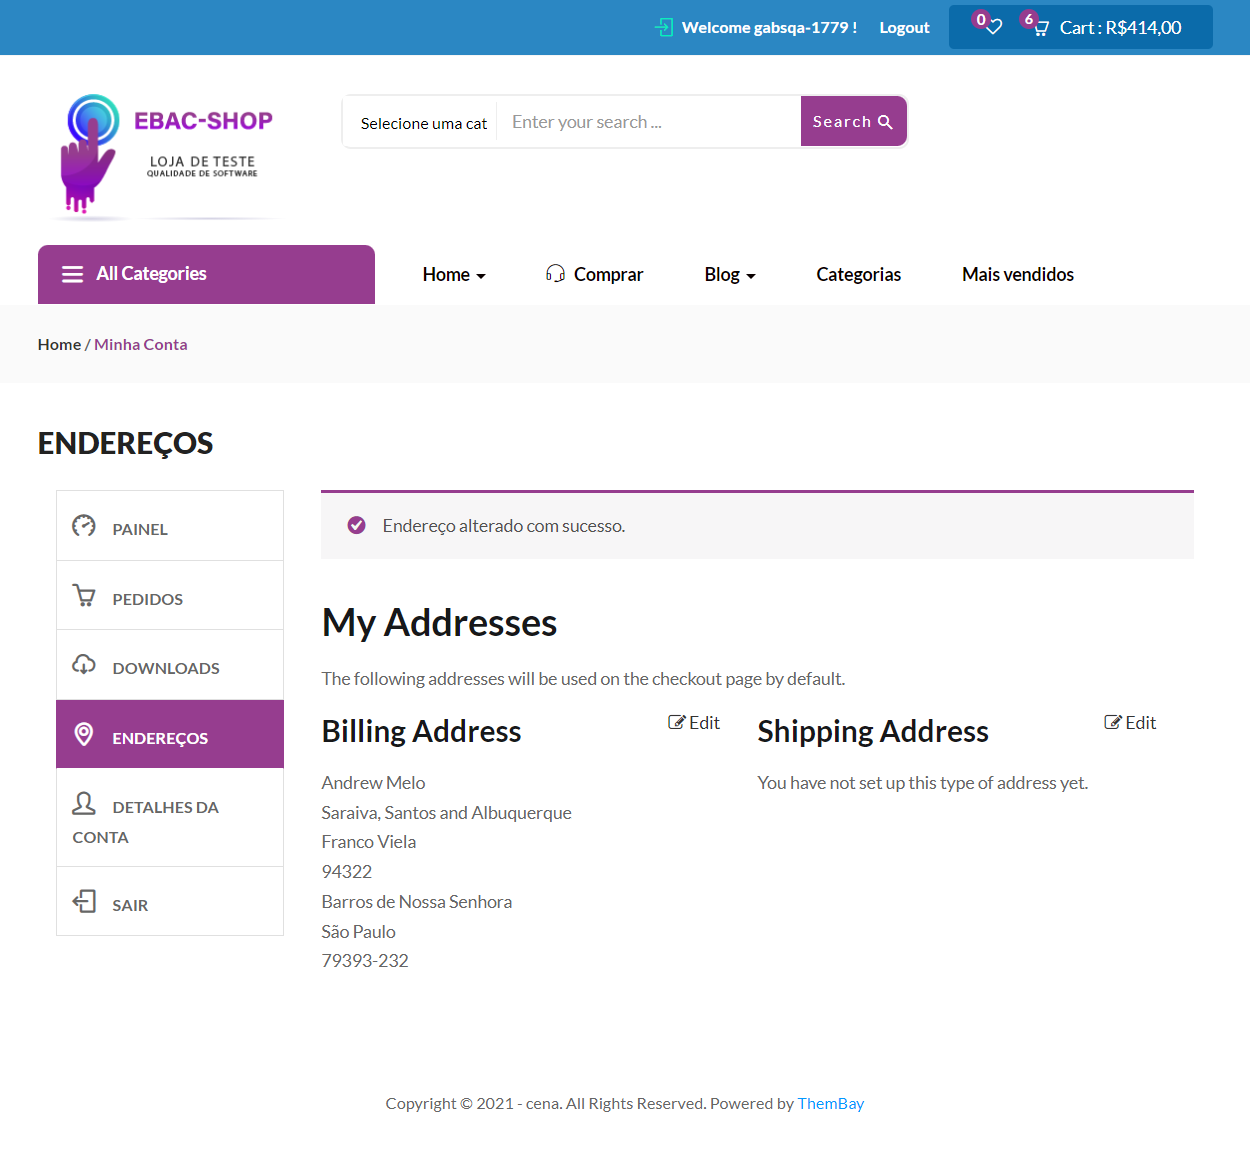 Welcome gabsqa-1779 !
Logout
0
6
Cart : R$414,00
EBAC-SHOP
LOJA DE TESTE
QUALIDADE DE SOFTWARE
Selecione uma cat
Enter your search ...
Search
All Categories
Home
Comprar
Blog
Categorias
Mais vendidos
Home / Minha Conta
ENDEREÇOS
PAINEL
PEDIDOS
DOWNLOADS
ENDEREÇOS
DETALHES DA
CONTA
SAIR
Endereço alterado com sucesso.
My Addresses
The following addresses will be used on the checkout page by default.
Billing Address
Edit
Andrew Melo
Saraiva, Santos and Albuquerque
Franco Viela
94322
Barros de Nossa Senhora
São Paulo
79393-232
Shipping Address
Edit
You have not set up this type of address yet.
Copyright © 2021 - cena. All Rights Reserved. Powered by ThemBay